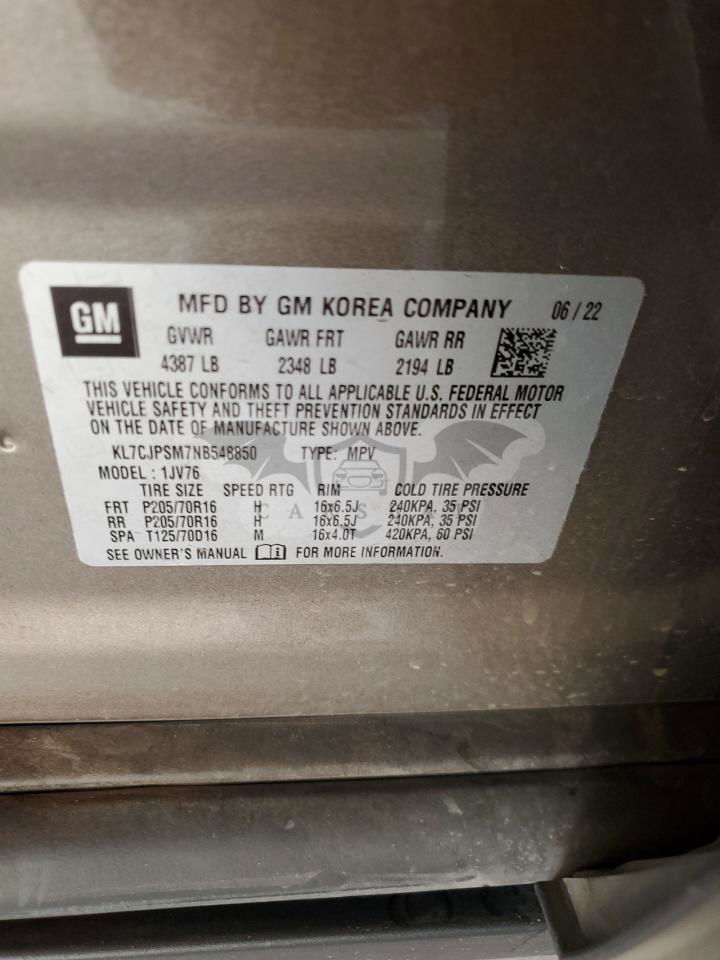 GM MFD BY GM KOREA COMPANY 06 / 22
GVWR GAWR FRT GAWR RR
4387 LB 2348 LB 2194 LB
THIS VEHICLE CONFORMS TO ALL APPLICABLE U.S. FEDERAL MOTOR
VEHICLE SAFETY AND THEFT PREVENTION STANDARDS IN EFFECT
ON THE DATE OF MANUFACTURE SHOWN ABOVE.
KL7CJPSM7NB548850 TYPE: MPV
MODEL : 1JV76
TIRE SIZE SPEED RTG RIM COLD TIRE PRESSURE
FRT P205/70R16 H 16x6.5J 240KPA, 35 PSI
RR P205/70R16 H 16x6.5J 240KPA, 35 PSI
SPA T125/70D16 M 16x4.0T 420KPA, 60 PSI
SEE OWNER'S MANUAL FOR MORE INFORMATION.